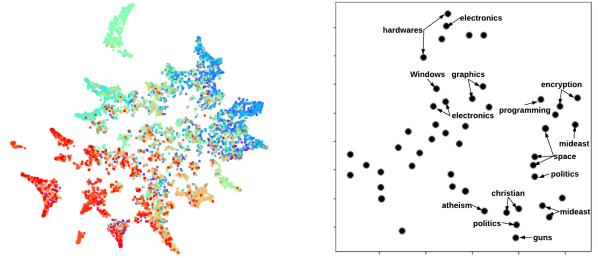 electronics
hardwares
Windows
graphics
encryption
programming
electronics
mideast
space
politics
christian
atheism
mideast
politics
guns